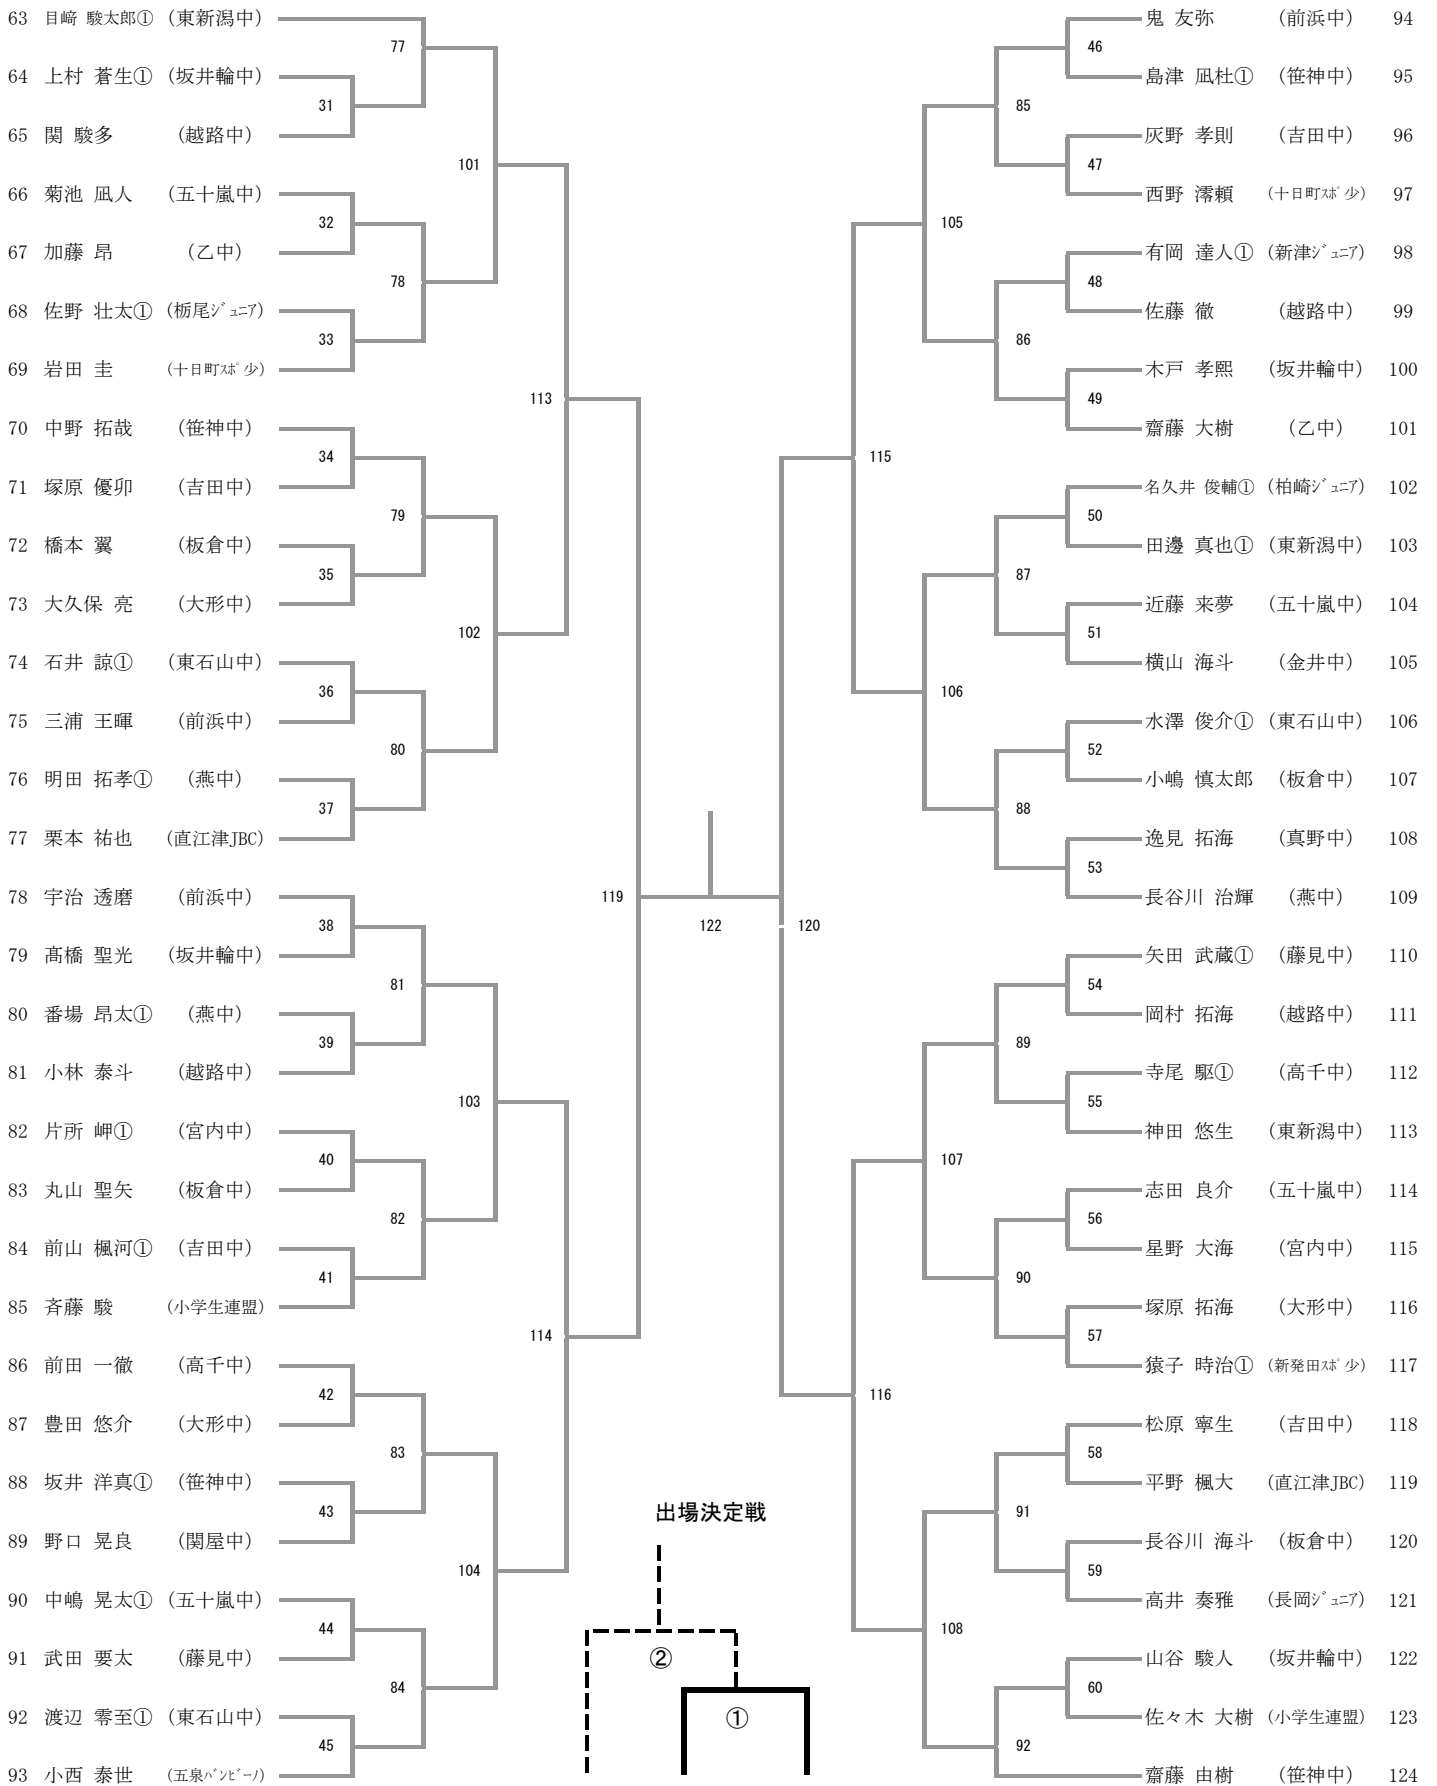 63 目﨑 駿太郎① (東新潟中)
77
64 上村 蒼生① (坂井輪中)
31
65 関 駿多 (越路中)
101
66 菊池 凰人 (五十嵐中)
32
67 加藤 昂 (乙中)
78
68 佐野 壮太① (栃尾ジュニア)
33
69 岩田 圭 (十日町スポ少)
113
70 中野 拓哉 (笹神中)
34
71 塚原 優卯 (吉田中)
79
72 橋本 翼 (板倉中)
35
73 大久保 亮 (大形中)
102
74 石井 諒① (東石山中)
36
75 三浦 王暉 (前浜中)
80
76 明田 拓孝① (燕中)
37
77 栗本 祐也 (直江津JBC)
119
78 宇治 透磨 (前浜中)
38
79 髙橋 聖光 (坂井輪中)
81
80 番場 昂太① (燕中)
39
81 小林 泰斗 (越路中)
103
82 片所 岬① (宮内中)
40
83 丸山 聖矢 (板倉中)
82
84 前山 楓河① (吉田中)
41
85 斉藤 駿 (小学生連盟)
114
86 前田 一徹 (高千中)
42
87 豊田 悠介 (大形中)
83
88 坂井 洋真① (笹神中)
43
89 野口 晃良 (関屋中)
104
90 中嶋 晃太① (五十嵐中)
44
91 武田 要太 (藤見中)
84
92 渡辺 零至① (東石山中)
45
93 小西 泰世 (五泉バンビーノ)
122
出場決定戦
②
①
鬼 友弥 (前浜中) 94
46
島津 凪杜① (笹神中) 95
85
灰野 孝則 (吉田中) 96
47
西野 澪頼 (十日町スポ少) 97
105
有岡 達人① (新津ジュニア) 98
48
佐藤 徹 (越路中) 99
86
木戸 孝熙 (坂井輪中) 100
49
齋藤 大樹 (乙中) 101
115
名久井 俊輔① (柏崎ジュニア) 102
50
田邊 真也① (東新潟中) 103
87
近藤 来夢 (五十嵐中) 104
51
横山 海斗 (金井中) 105
106
水澤 俊介① (東石山中) 106
52
小嶋 慎太郎 (板倉中) 107
88
逸見 拓海 (真野中) 108
53
長谷川 治輝 (燕中) 109
120
矢田 武蔵① (藤見中) 110
54
岡村 拓海 (越路中) 111
89
寺尾 駆① (高千中) 112
55
神田 悠生 (東新潟中) 113
107
志田 良介 (五十嵐中) 114
56
星野 大海 (宮内中) 115
90
塚原 拓海 (大形中) 116
57
猿子 時治① (新発田スポ少) 117
116
松原 寧生 (吉田中) 118
58
平野 楓大 (直江津JBC) 119
91
長谷川 海斗 (板倉中) 120
59
高井 奏雅 (長岡ジュニア) 121
108
山谷 駿人 (坂井輪中) 122
60
佐々木 大樹 (小学生連盟) 123
92
齋藤 由樹 (笹神中) 124